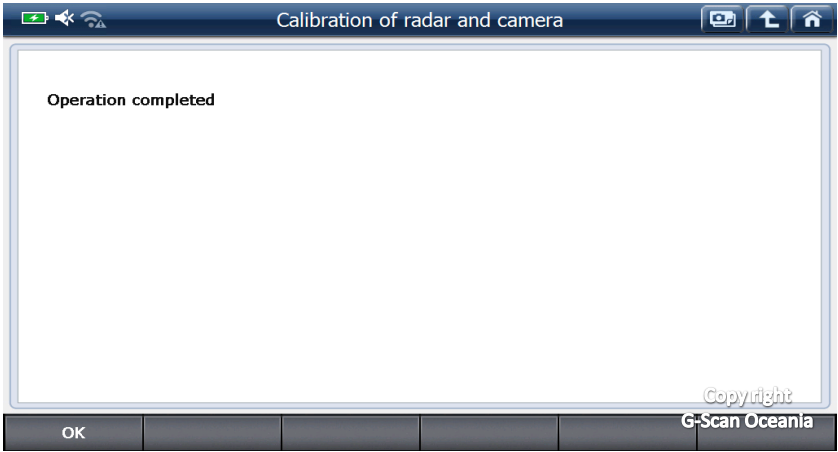 Calibration of radar and camera
Operation completed
Copyright
G-Scan Oceania
OK